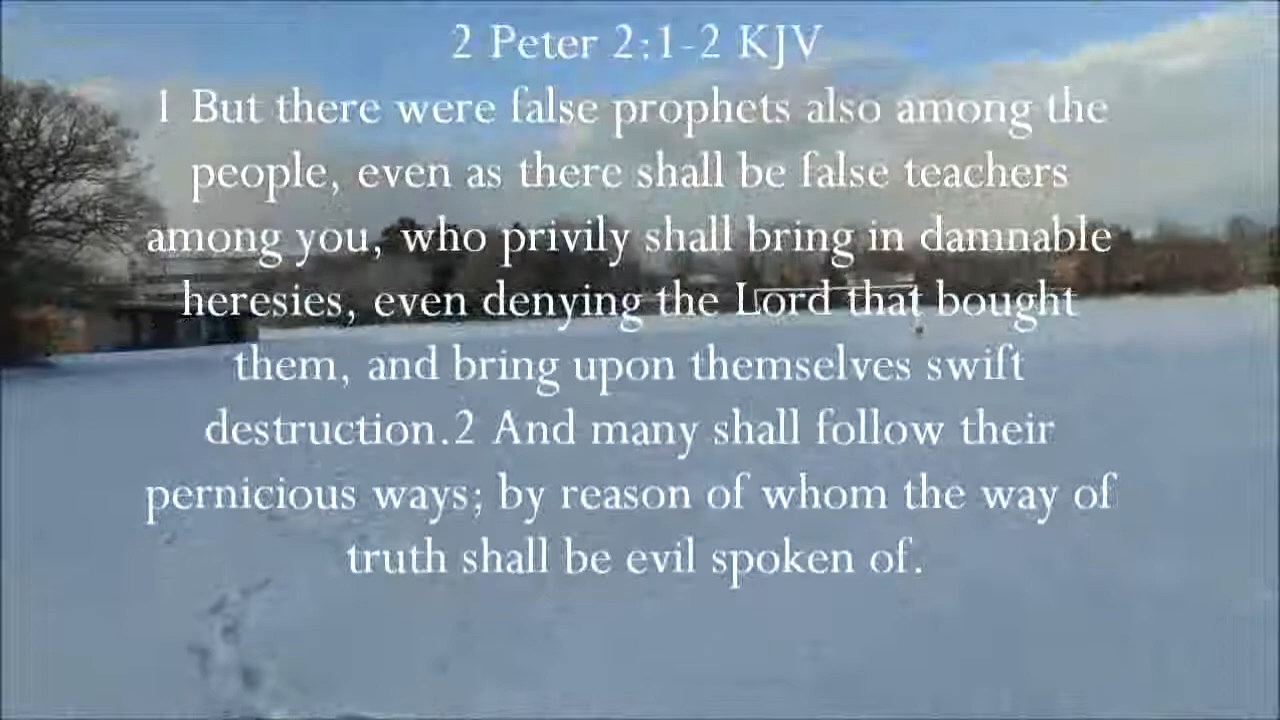 2 Peter 2:1-2 KJV
1 But there were false prophets also among the
people, even as there shall be false teachers
among you, who privily shall bring in damnable
heresies, even denying the Lord that bought
them, and bring upon themselves swift
destruction.2 And many shall follow their
pernicious ways; by reason of whom the way of
truth shall be evil spoken of.